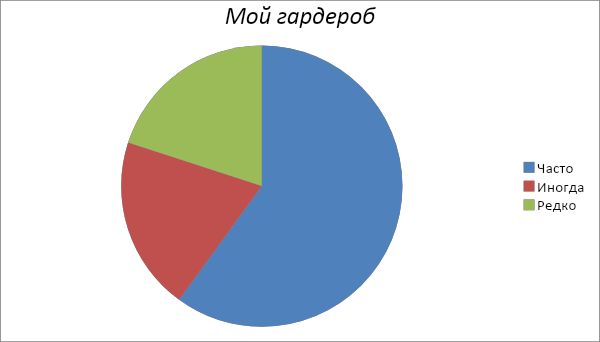 Мой гардероб
Часто
Иногда
Редко